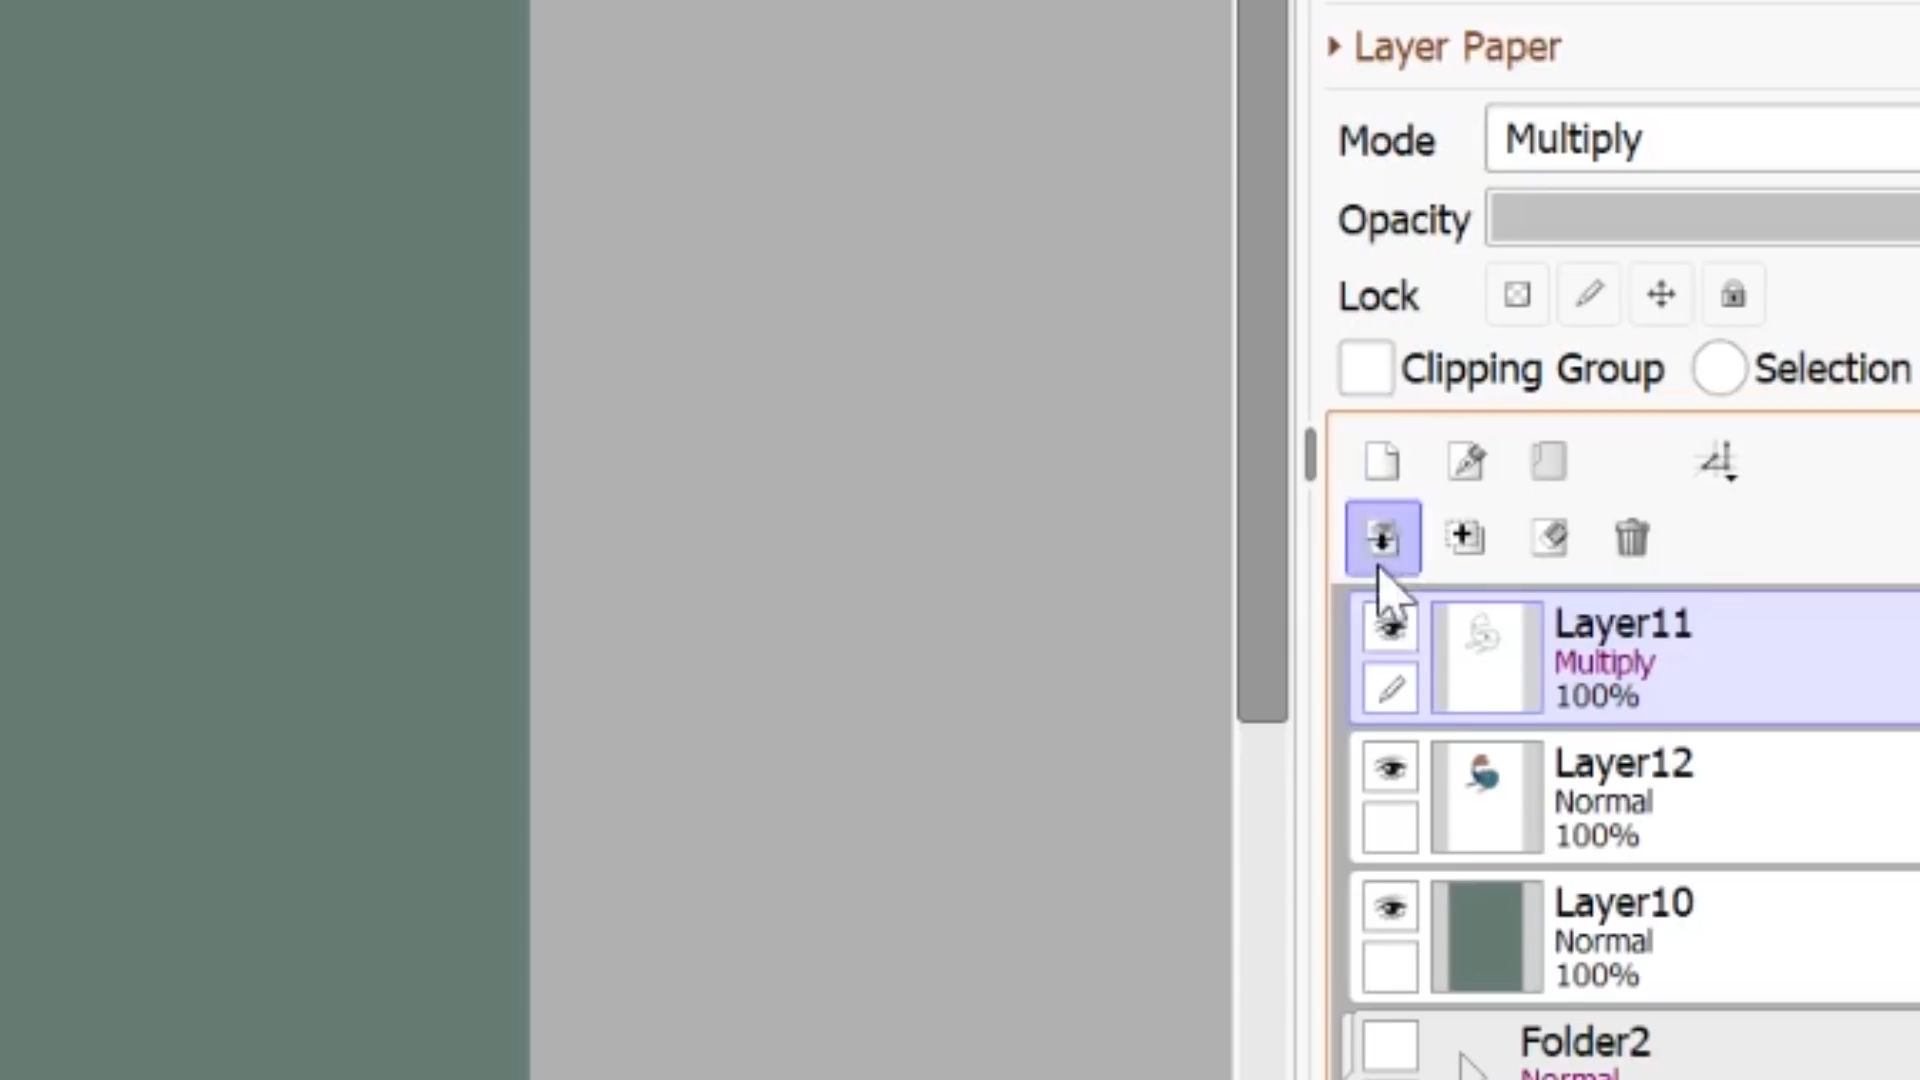 Layer Paper
Mode Multiply
Opacity
Lock
Clipping Group Selection
Layer11
Multiply
100%
Layer12
Normal
100%
Layer10
Normal
100%
Folder2
Normal